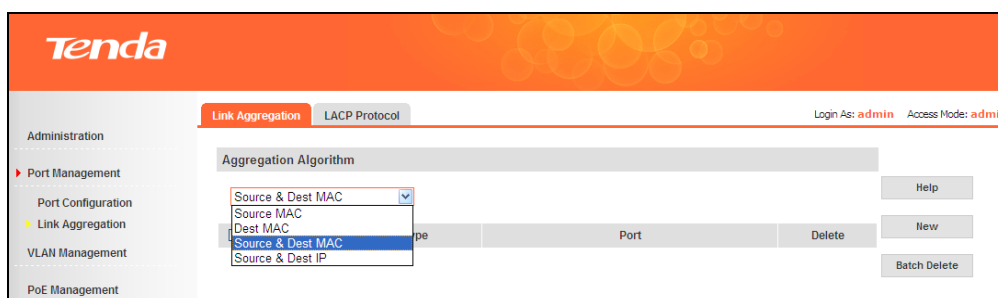 Tenda
Link Aggregation LACP Protocol
Login As: admin Access Mode:
Administration
Port Management
Port Configuration
Link Aggregation
VLAN Management
PoE Management
Aggregation Algorithm
Source & Dest MAC
Source MAC
Dest MAC
Source & Dest MAC
Source & Dest IP
Port Delete
Help
New
Batch Delete